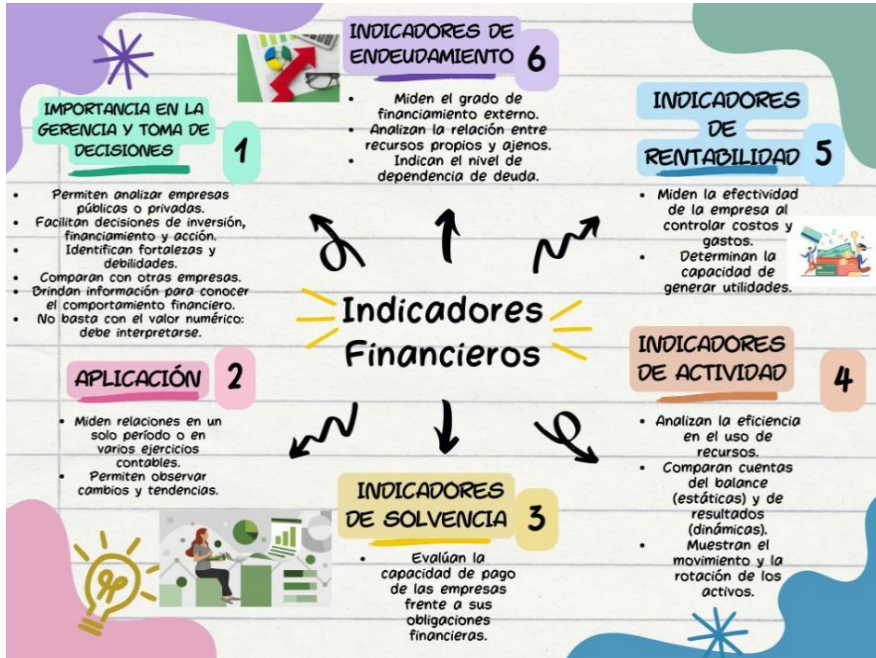 Indicadores
Financieros
IMPORTANCIA EN LA
GERENCIA Y TOMA DE
DECISIONES
1
• Permiten analizar empresas
públicas o privadas.
• Facilitan decisiones de inversión,
financiamiento y acción.
• Identifican fortalezas y
debilidades.
• Comparan con otras empresas.
• Brindan información para conocer
el comportamiento financiero.
• No basta con el valor numérico:
debe interpretarse.
APLICACIÓN
2
• Miden relaciones en un
solo período o en
varios ejercicios
contables.
• Permiten observar
cambios y tendencias.
INDICADORES
DE SOLVENCIA
3
• Evalúan la
capacidad de pago
de las empresas
frente a sus
obligaciones
financieras.
INDICADORES
DE ACTIVIDAD
4
• Analizan la eficiencia
en el uso de
recursos.
• Comparan cuentas
del balance
(estáticas) y de
resultados
(dinámicas).
• Muestran el
movimiento y la
rotación de los
activos.
INDICADORES
DE
RENTABILIDAD
5
• Miden la efectividad
de la empresa al
controlar costos y
gastos.
• Determinan la
capacidad de
generar utilidades.
INDICADORES DE
ENDEUDAMIENTO
6
• Miden el grado de
financiamiento externo.
• Analizan la relación entre
recursos propios y ajenos.
• Indican el nivel de
dependencia de deuda.